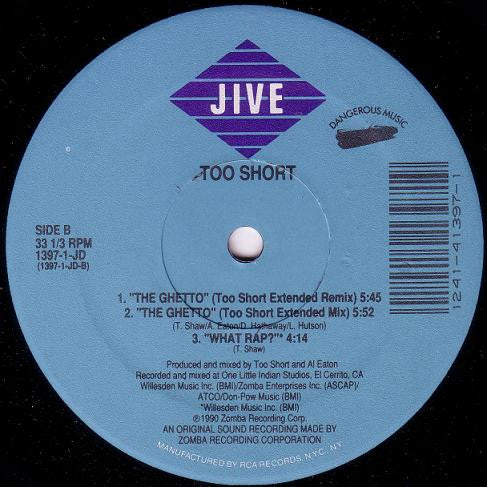 JIVE
DANGEROUS MUSIC
TOO SHORT
SIDE B
33 1/3 RPM
1397-1-JD
(1397-1-JD-B)
1241-41397-1
1. "THE GHETTO" (Too Short Extended Remix) 5:45
2. "THE GHETTO" (Too Short Extended Mix) 5:52
(T. Shaw/A. Eaton/D. Hathaway/L. Hutson)
3. "WHAT RAP?"* 4:14
(T. Shaw)
Produced and mixed by Too Short and Al Eaton
Recorded and mixed at One Little Indian Studios, El Cerrito, CA
Willesden Music Inc. (BMI)/Zomba Enterprises Inc. (ASCAP)/
ATCO/Don-Pow Music (BMI)
*Willesden Music Inc. (BMI)
℗1990 Zomba Recording Corp.
AN ORIGINAL SOUND RECORDING MADE BY
ZOMBA RECORDING CORPORATION
MANUFACTURED BY RCA RECORDS, N.Y.C. N.Y.